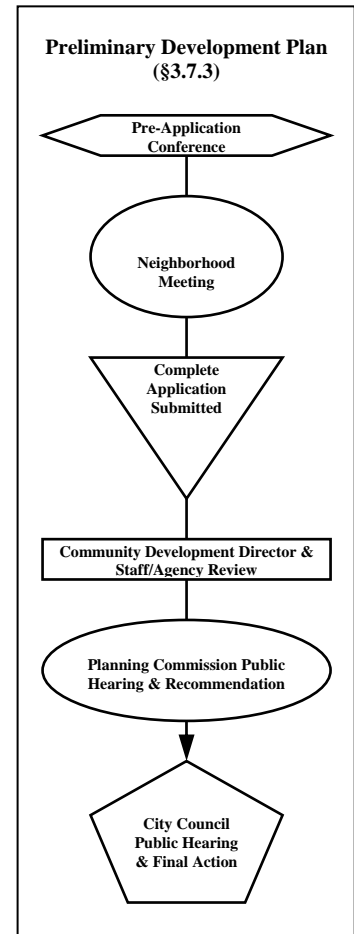 Preliminary Development Plan
(§3.7.3)
Pre-Application
Conference
Neighborhood
Meeting
Complete
Application
Submitted
Community Development Director &
Staff/Agency Review
Planning Commission Public
Hearing & Recommendation
City Council
Public Hearing
& Final Action